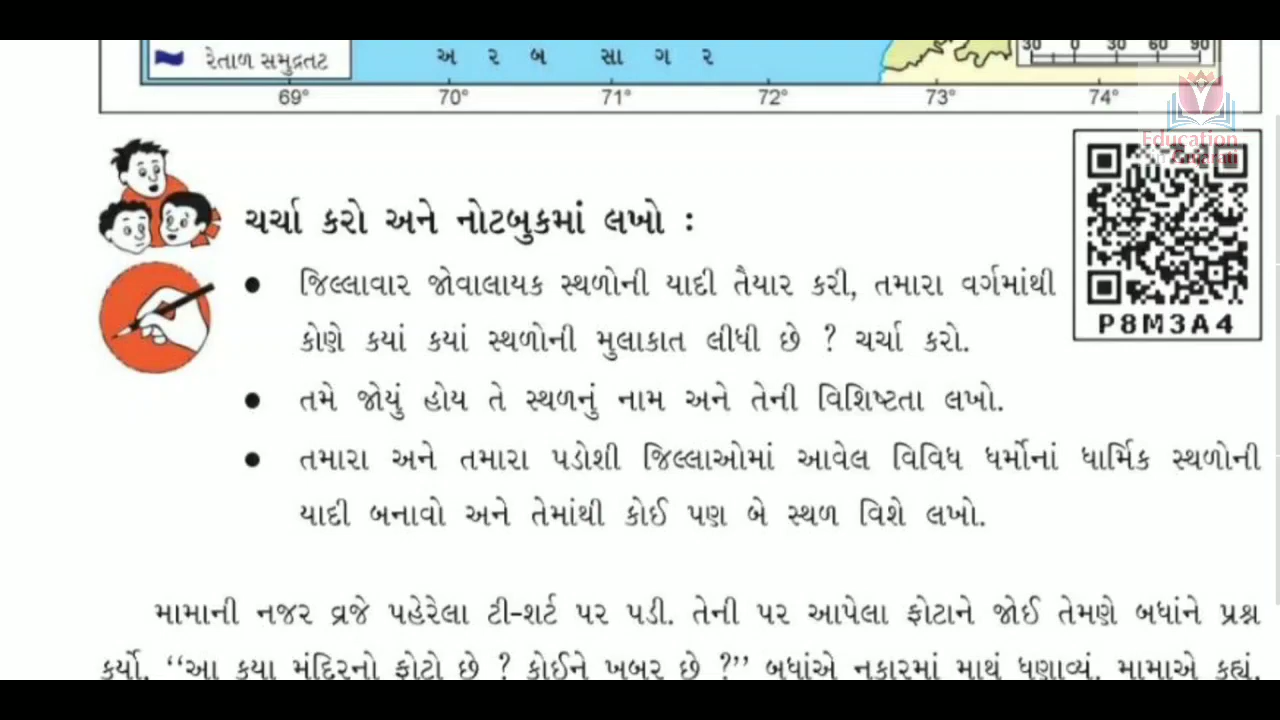 રેતાળ સમુદ્રતટ
અ ર બ સા ગ ર
30 0 30 60 90
69° 70° 71° 72° 73° 74°
Education
In Gujarati
P8M3A4
ચર્ચા કરો અને નોટબુકમાં લખો :
● જિલ્લાવાર જોવાલાયક સ્થળોની યાદી તૈયાર કરી, તમારા વર્ગમાંથી
કોણે કયાં કયાં સ્થળોની મુલાકાત લીધી છે ? ચર્ચા કરો.
● તમે જોયું હોય તે સ્થળનું નામ અને તેની વિશિષ્ટતા લખો.
● તમારા અને તમારા પડોશી જિલ્લાઓમાં આવેલ વિવિધ ધર્મોનાં ધાર્મિક સ્થળોની
યાદી બનાવો અને તેમાંથી કોઈ પણ બે સ્થળ વિશે લખો.
મામાની નજર વ્રજે પહેરેલા ટી-શર્ટ પર પડી. તેની પર આપેલા ફોટાને જોઈ તેમણે બધાંને પ્રશ્ન
કર્યો. “આ કયા મંદિરનો ફોટો છે ? કોઈને ખબર છે ?” બધાંએ નકારમાં માથું ધુણાવ્યું. મામાએ કહ્યું.